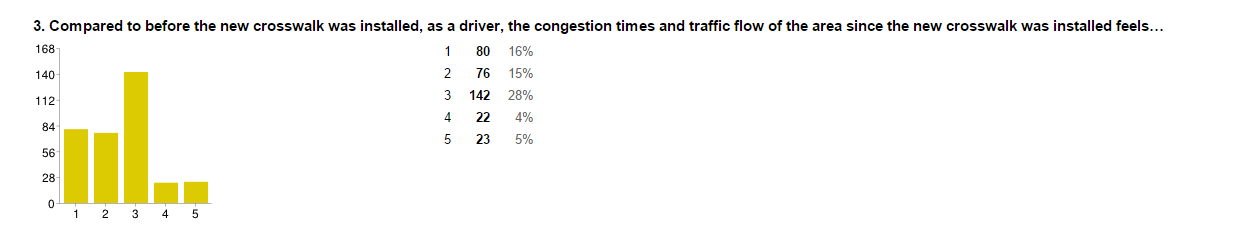 3. Compared to before the new crosswalk was installed, as a driver, the congestion times and traffic flow of the area since the new crosswalk was installed feels…
168
140
112
84
56
28
0
1 2 3 4 5
1 80 16%
2 76 15%
3 142 28%
4 22 4%
5 23 5%